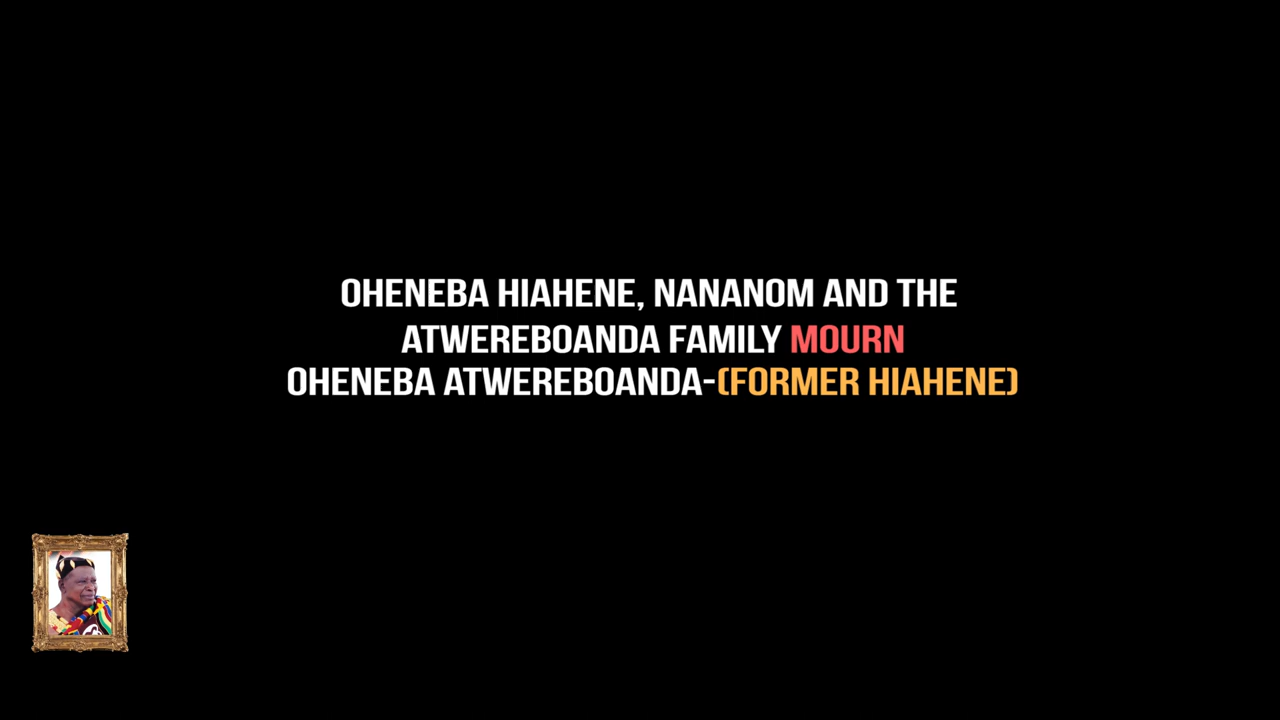 OHENEBA HIAHENE, NANANOM AND THE
ATWEREBOANDA FAMILY MOURN
OHENEBA ATWEREBOANDA-(FORMER HIAHENE)